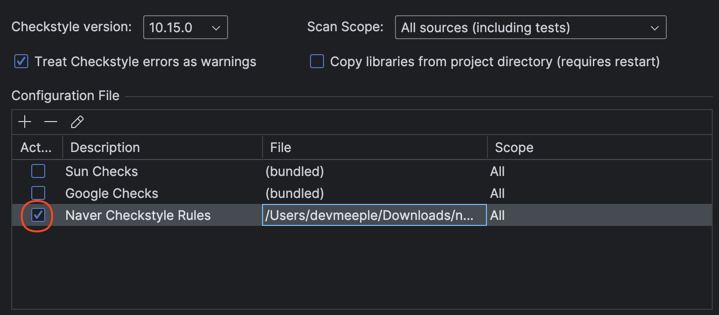 Checkstyle version: 10.15.0 Scan Scope: All sources (including tests)
Treat Checkstyle errors as warnings Copy libraries from project directory (requires restart)
Configuration File
Act... Description File Scope
Sun Checks (bundled) All
Google Checks (bundled) All
Naver Checkstyle Rules /Users/devmeeple/Downloads/n... All